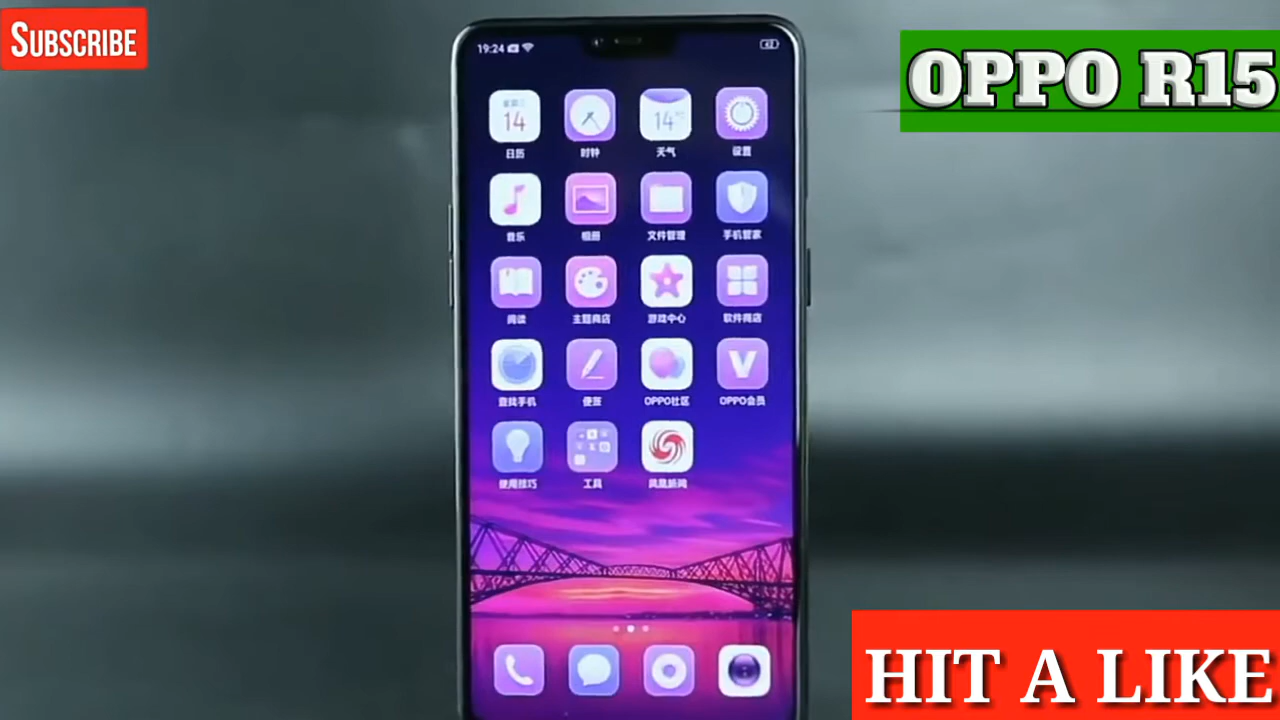 SUBSCRIBE
OPPO R15
19:24
星期三
14
14°
日历 时钟 天气 设置
音乐 相册 文件管理 手机管家
阅读 主题商店 游戏中心 软件商店
查找手机 便签 OPPO社区 OPPO会员
使用技巧 工具 凤凰新闻
HIT A LIKE